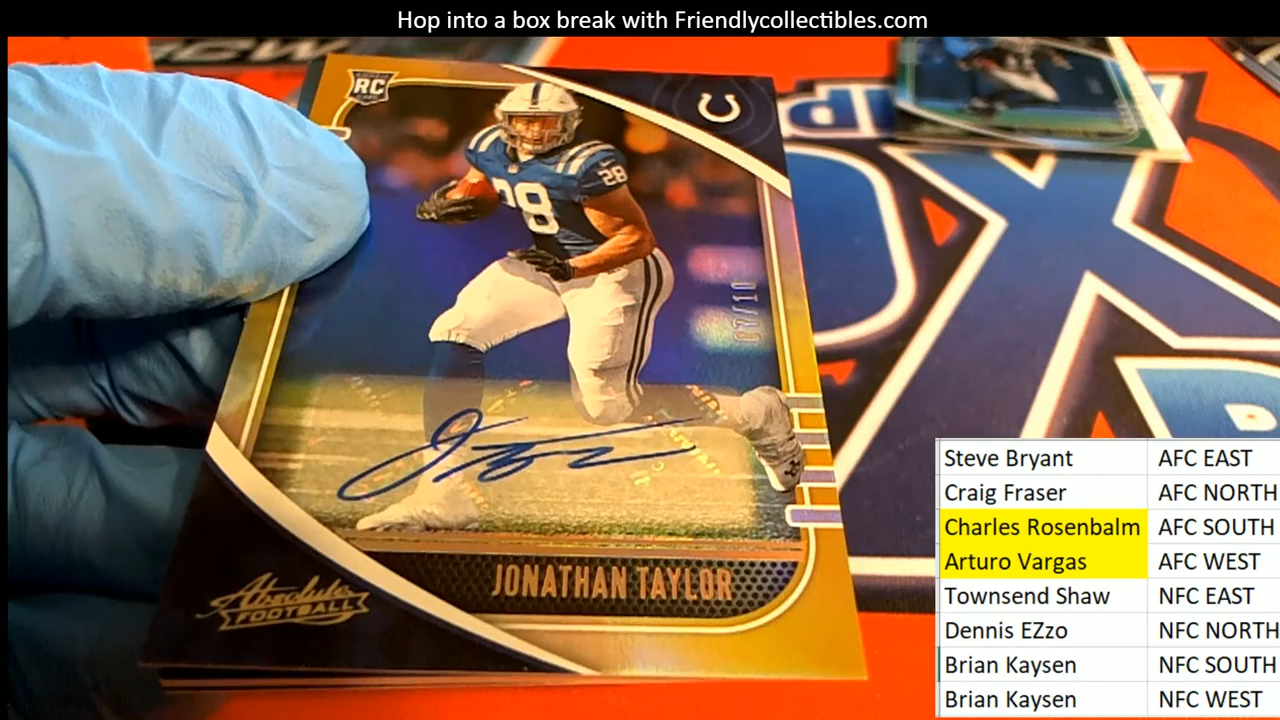 Hop into a box break with Friendlycollectibles.com
RC
28
28
07/10
JONATHAN TAYLOR
Absolute
FOOTBALL
Steve Bryant AFC EAST
Craig Fraser AFC NORTH
Charles Rosenbalm AFC SOUTH
Arturo Vargas AFC WEST
Townsend Shaw NFC EAST
Dennis EZzo NFC NORTH
Brian Kaysen NFC SOUTH
Brian Kaysen NFC WEST